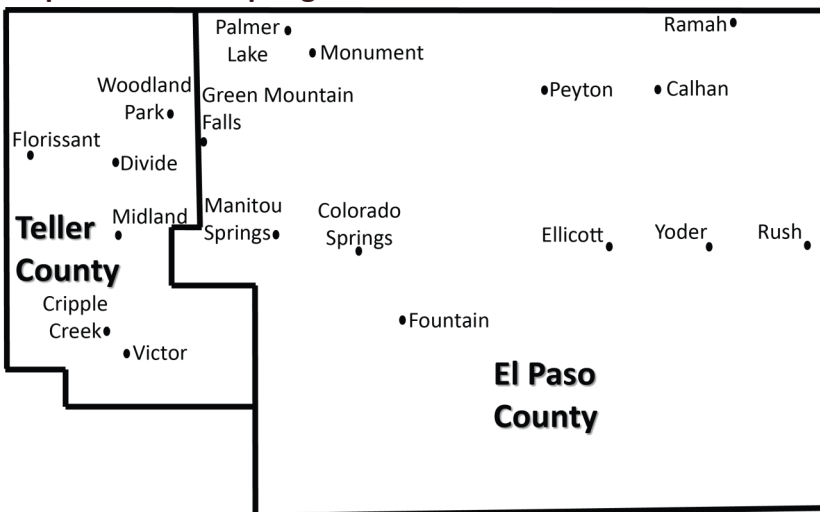 Palmer
Lake
Monument
Ramah
Woodland
Park
Green Mountain
Falls
Peyton
Calhan
Florissant
Divide
Teller
County
Midland
Manitou
Springs
Colorado
Springs
Ellicott
Yoder
Rush
Cripple
Creek
Victor
Fountain
El Paso
County